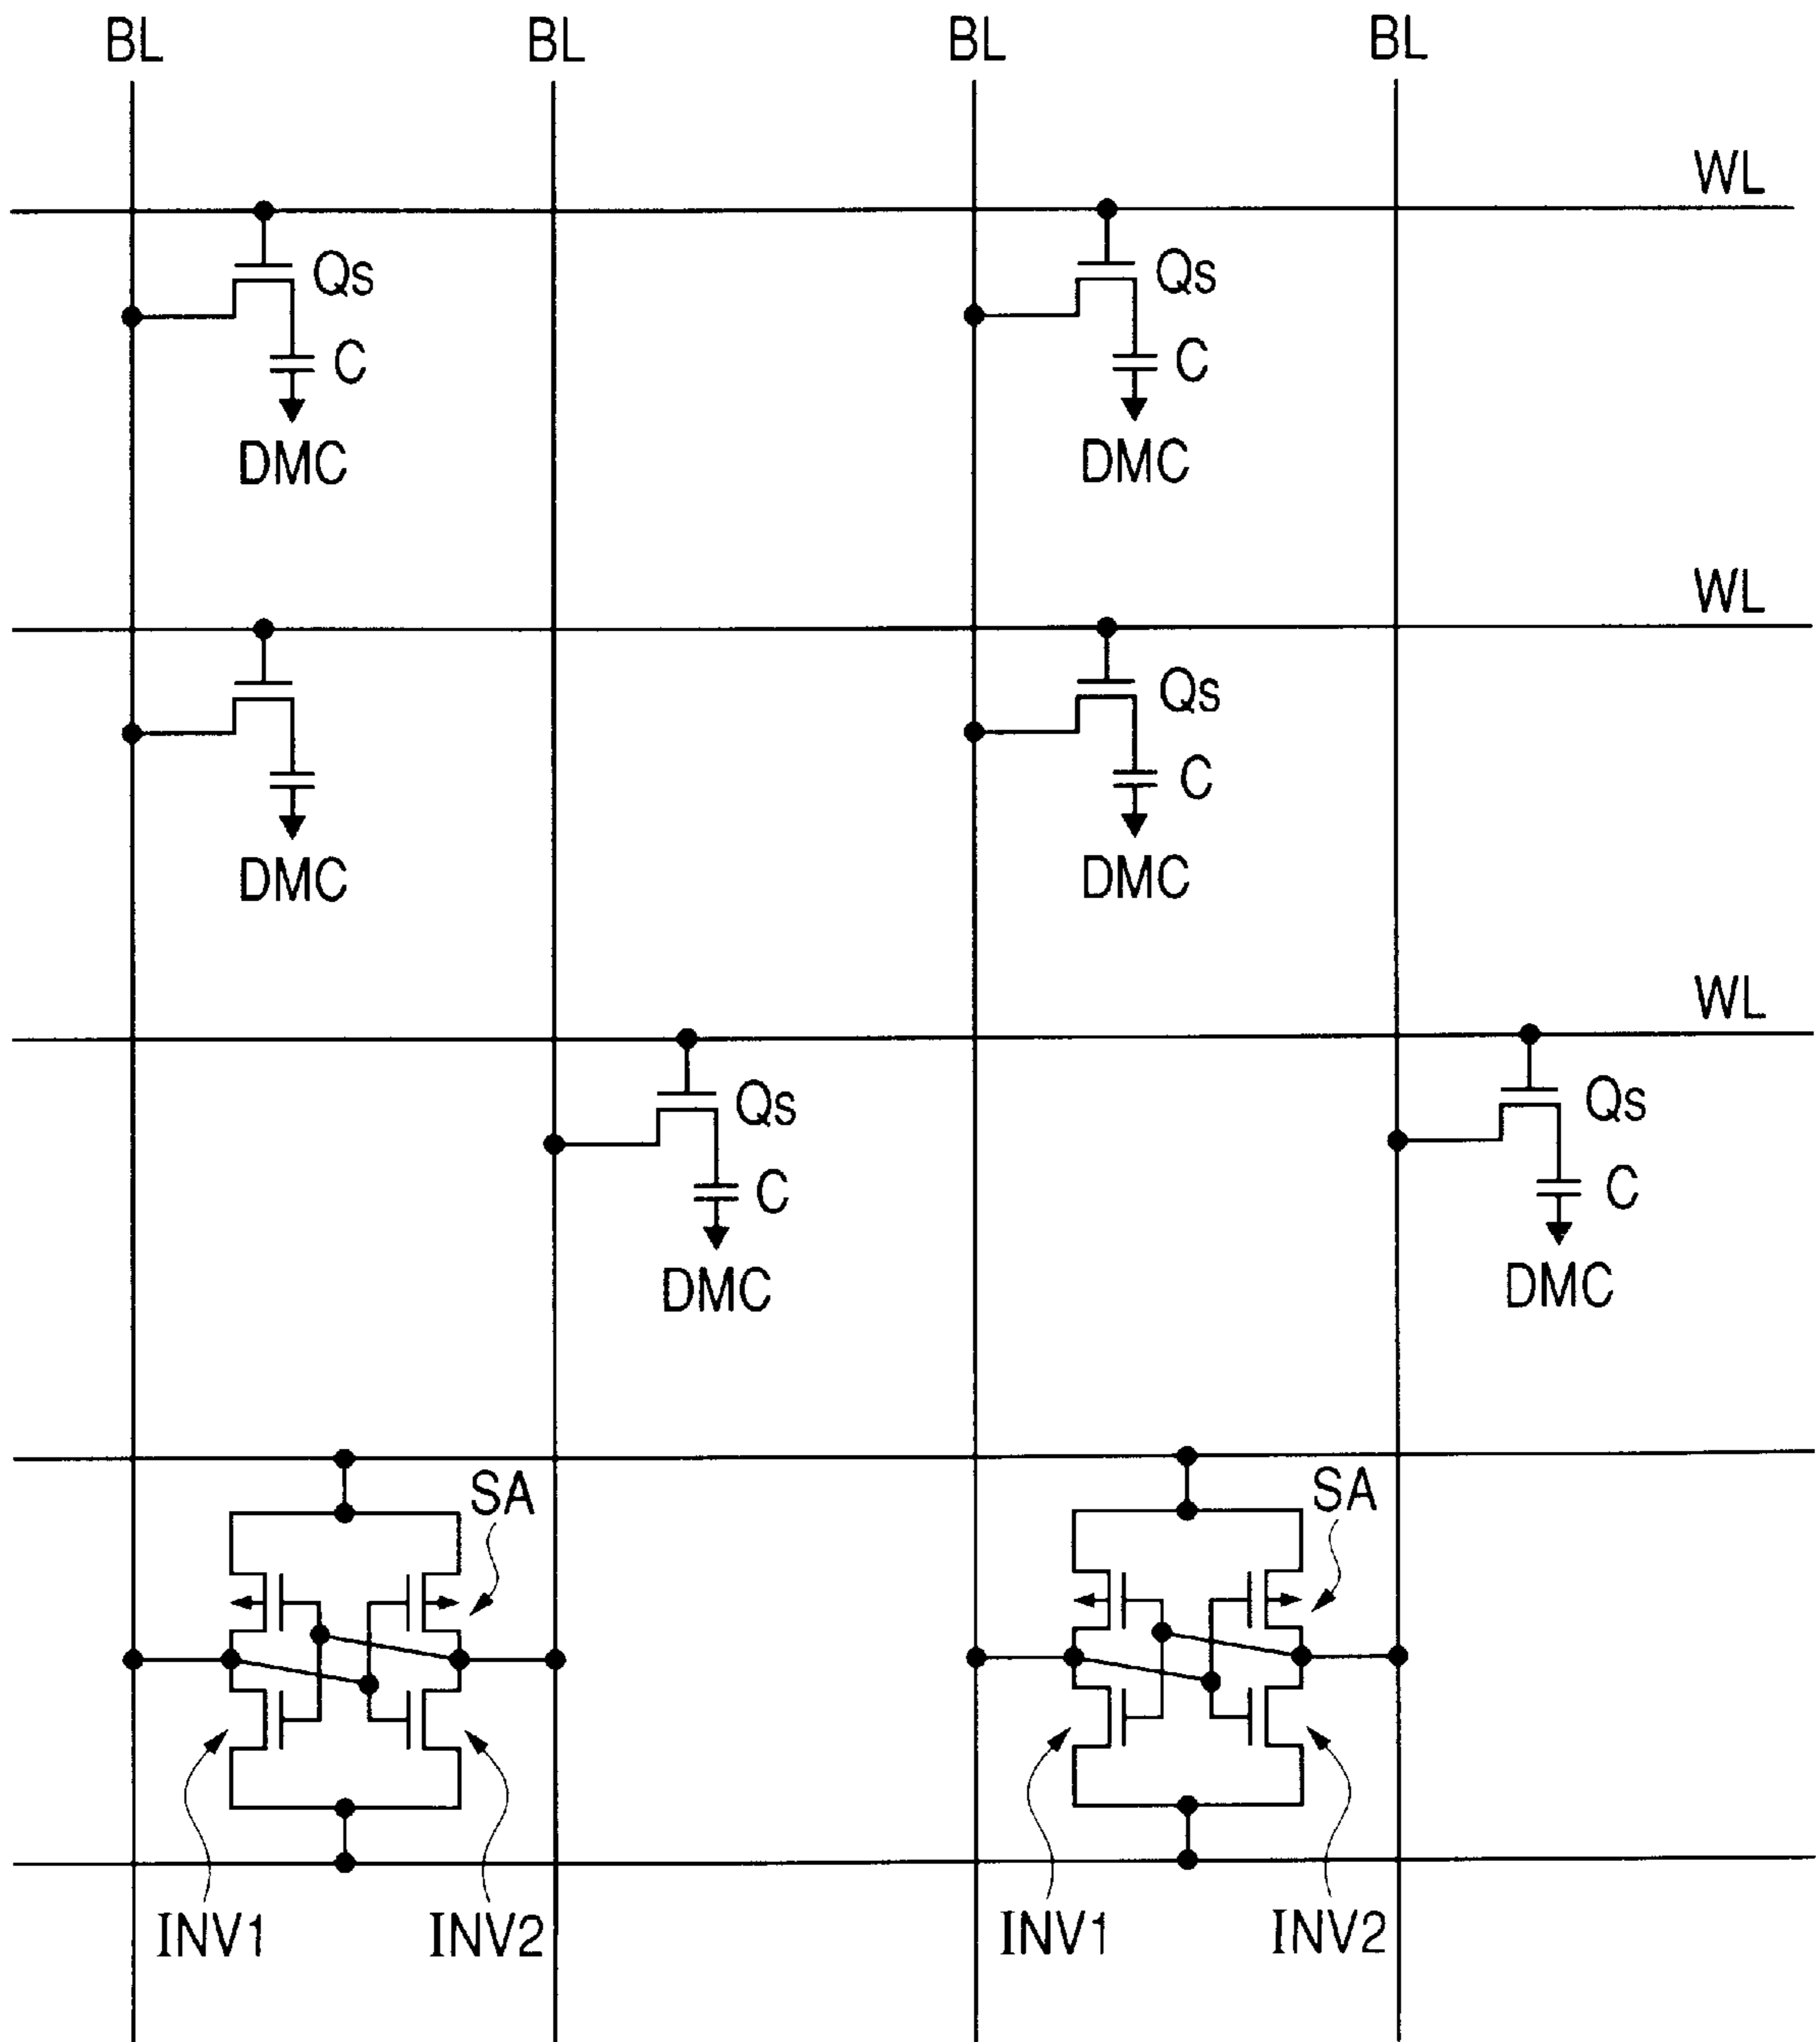 BL BL BL BL
WL
Qs Qs
C C
DMC DMC
WL
Qs
C
DMC DMC
WL
Qs Qs
C C
DMC DMC
SA SA
INV1 INV2 INV1 INV2